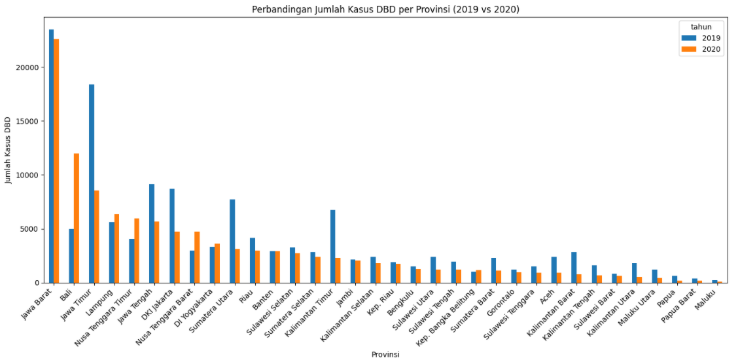 Perbandingan Jumlah Kasus DBD per Provinsi (2019 vs 2020)
tahun
2019
2020
Jumlah Kasus DBD
20000
15000
10000
5000
0
Jawa Barat
Bali
Jawa Timur
Lampung
Nusa Tenggara Timur
Jawa Tengah
DKI Jakarta
Nusa Tenggara Barat
DI Yogyakarta
Sumatera Utara
Riau
Banten
Sulawesi Selatan
Sumatera Selatan
Kalimantan Timur
Jambi
Kalimantan Selatan
Kep. Riau
Bengkulu
Sulawesi Utara
Sulawesi Tengah
Kep. Bangka Belitung
Sumatera Barat
Gorontalo
Sulawesi Tenggara
Aceh
Kalimantan Barat
Kalimantan Tengah
Sulawesi Barat
Kalimantan Utara
Maluku Utara
Papua
Papua Barat
Maluku
Provinsi